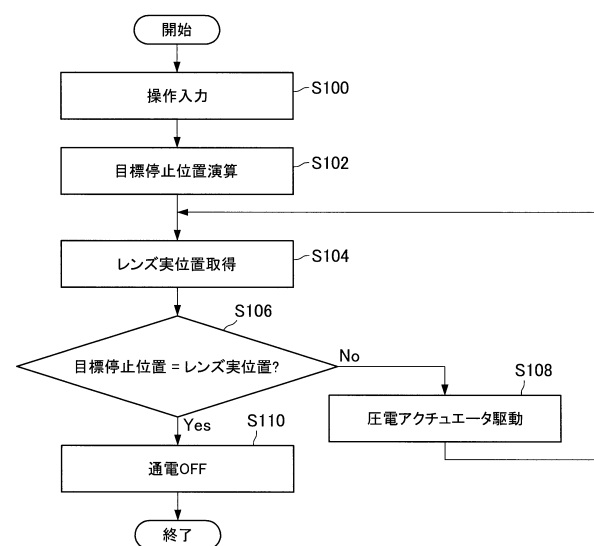 開始
操作入力
S100
目標停止位置演算
S102
レンズ実位置取得
S104
S106
目標停止位置 = レンズ実位置?
No
S108
圧電アクチュエータ駆動
Yes
S110
通電OFF
終了